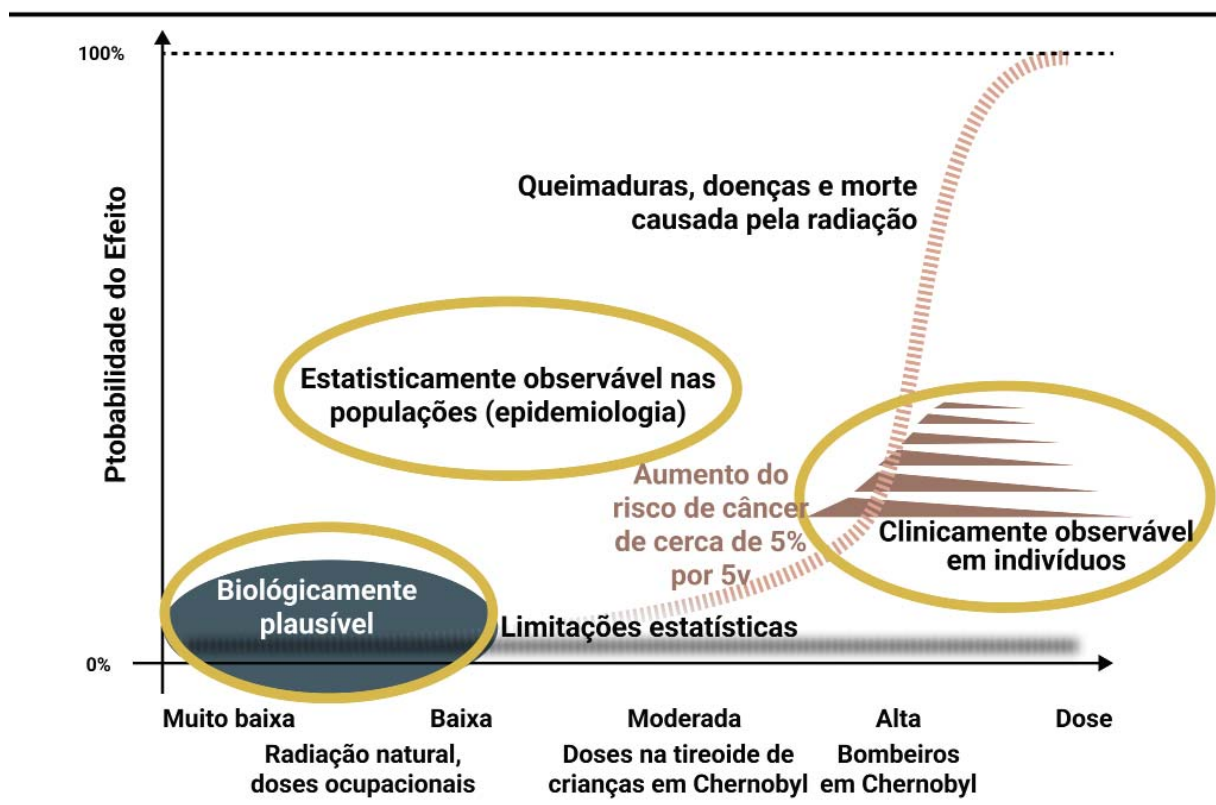 100%
Queimaduras, doenças e morte
causada pela radiação
Ptobabilidade do Efeito
Estatisticamente observável nas
populações (epidemiologia)
Aumento do
risco de câncer
de cerca de 5%
por 5v
Clinicamente observável
em indivíduos
Biológicamente
plausível
Limitações estatísticas
0%
Muito baixa
Baixa
Moderada
Alta
Dose
Radiação natural,
doses ocupacionais
Doses na tireoide de
crianças em Chernobyl
Bombeiros
em Chernobyl